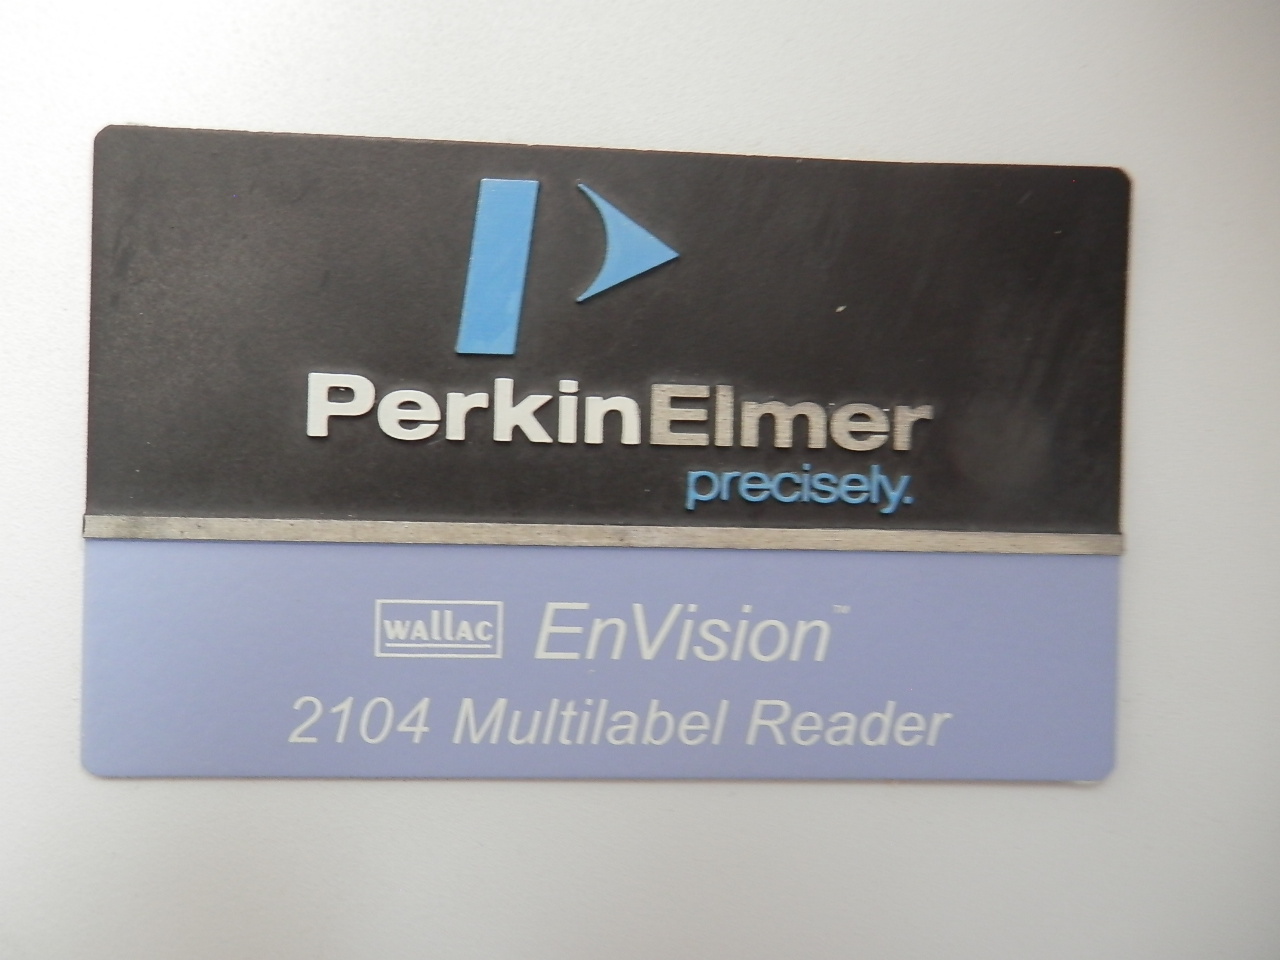 PerkinElmer
precisely.
WALLAC EnVision™
2104 Multilabel Reader